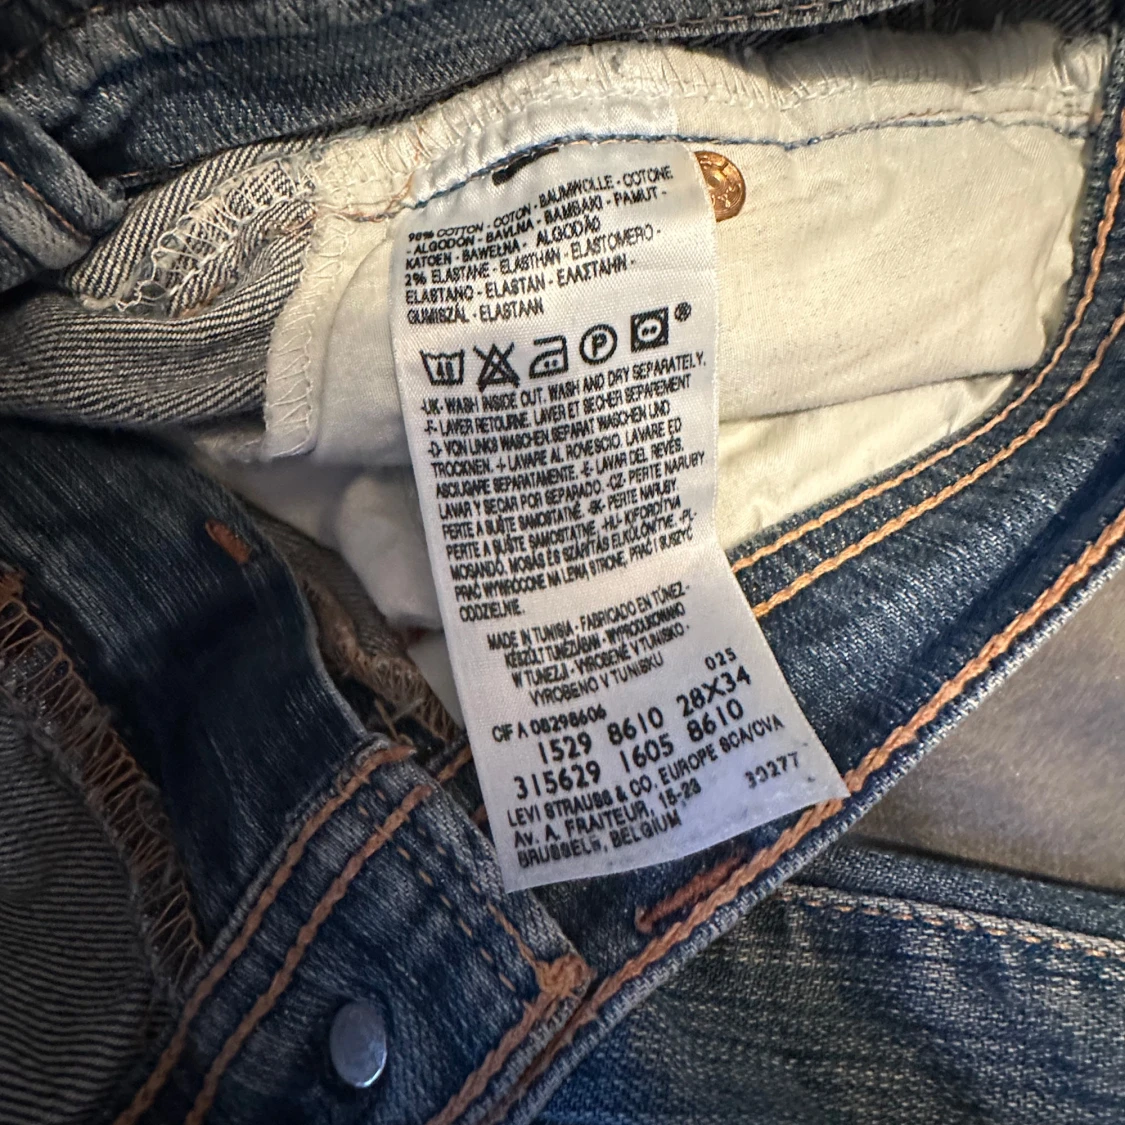 98% COTTON - COTON - BAUMWOLLE - COTONE
- ALGODÓN - BAVLNA - ΒΑΜΒΑΚΙ - PAMUT -
KATOEN - BAWEŁNA - ALGODÃO
2% ELASTANE - ELASTHAN - ELASTOMERO -
ELASTANO - ELASTAN - ΕΛΑΣΤΑΗΝ -
GUMISZÁL - ELASTAAN
40 P ®
-UK- WASH INSIDE OUT. WASH AND DRY SEPARATELY.
-F- LAVER RETOURNE. LAVER ET SECHER SEPAREMENT
-D- VON LINKS WASCHEN. SEPARAT WASCHEN UND
TROCKNEN. -I- LAVARE AL ROVESCIO. LAVARE ED
ASCIUGARE SEPARATAMENTE. -E- LAVAR DEL REVÉS.
LAVAR Y SECAR POR SEPARADO. -CZ- PERTE NARUBY
PERTE A SUŠTE SAMOSTATNĚ. -SK- PERTE NARUBY
PERTE A SUŠTE SAMOSTATNE. -HU- KIFORDÍTVA
MOSANDÓ. MOSÁS ÉS SZÁRÍTÁS ELKÜLÖNÍTVE. -PL-
PRAĆ WYWRÓCONE NA LEWĄ STRONĘ. PRAĆ I SUSZYĆ
ODDZIELNIE.
MADE IN TUNISIA - FABRICADO EN TÚNEZ -
KÉSZÜLT TUNÉZIÁBAN - WYPRODUKOWANO
W TUNEZJI - VYROBENÉ V TUNISKU -
VYROBENO V TUNISKU
025
CIF A 08298606
1529 8610 28X34
315629 1605 8610
LEVI STRAUSS & CO. EUROPE SCA/CVA
AV. A. FRAITEUR, 15-23 33277
BRUSSELS, BELGIUM